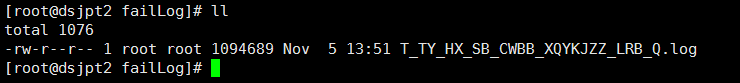 [root@dsjpt2 failLog]# ll
total 1076
-rw-r--r-- 1 root root 1094689 Nov  5 13:51 T_TY_HX_SB_CWBB_XQYKJZZ_LRB_Q.log
[root@dsjpt2 failLog]#